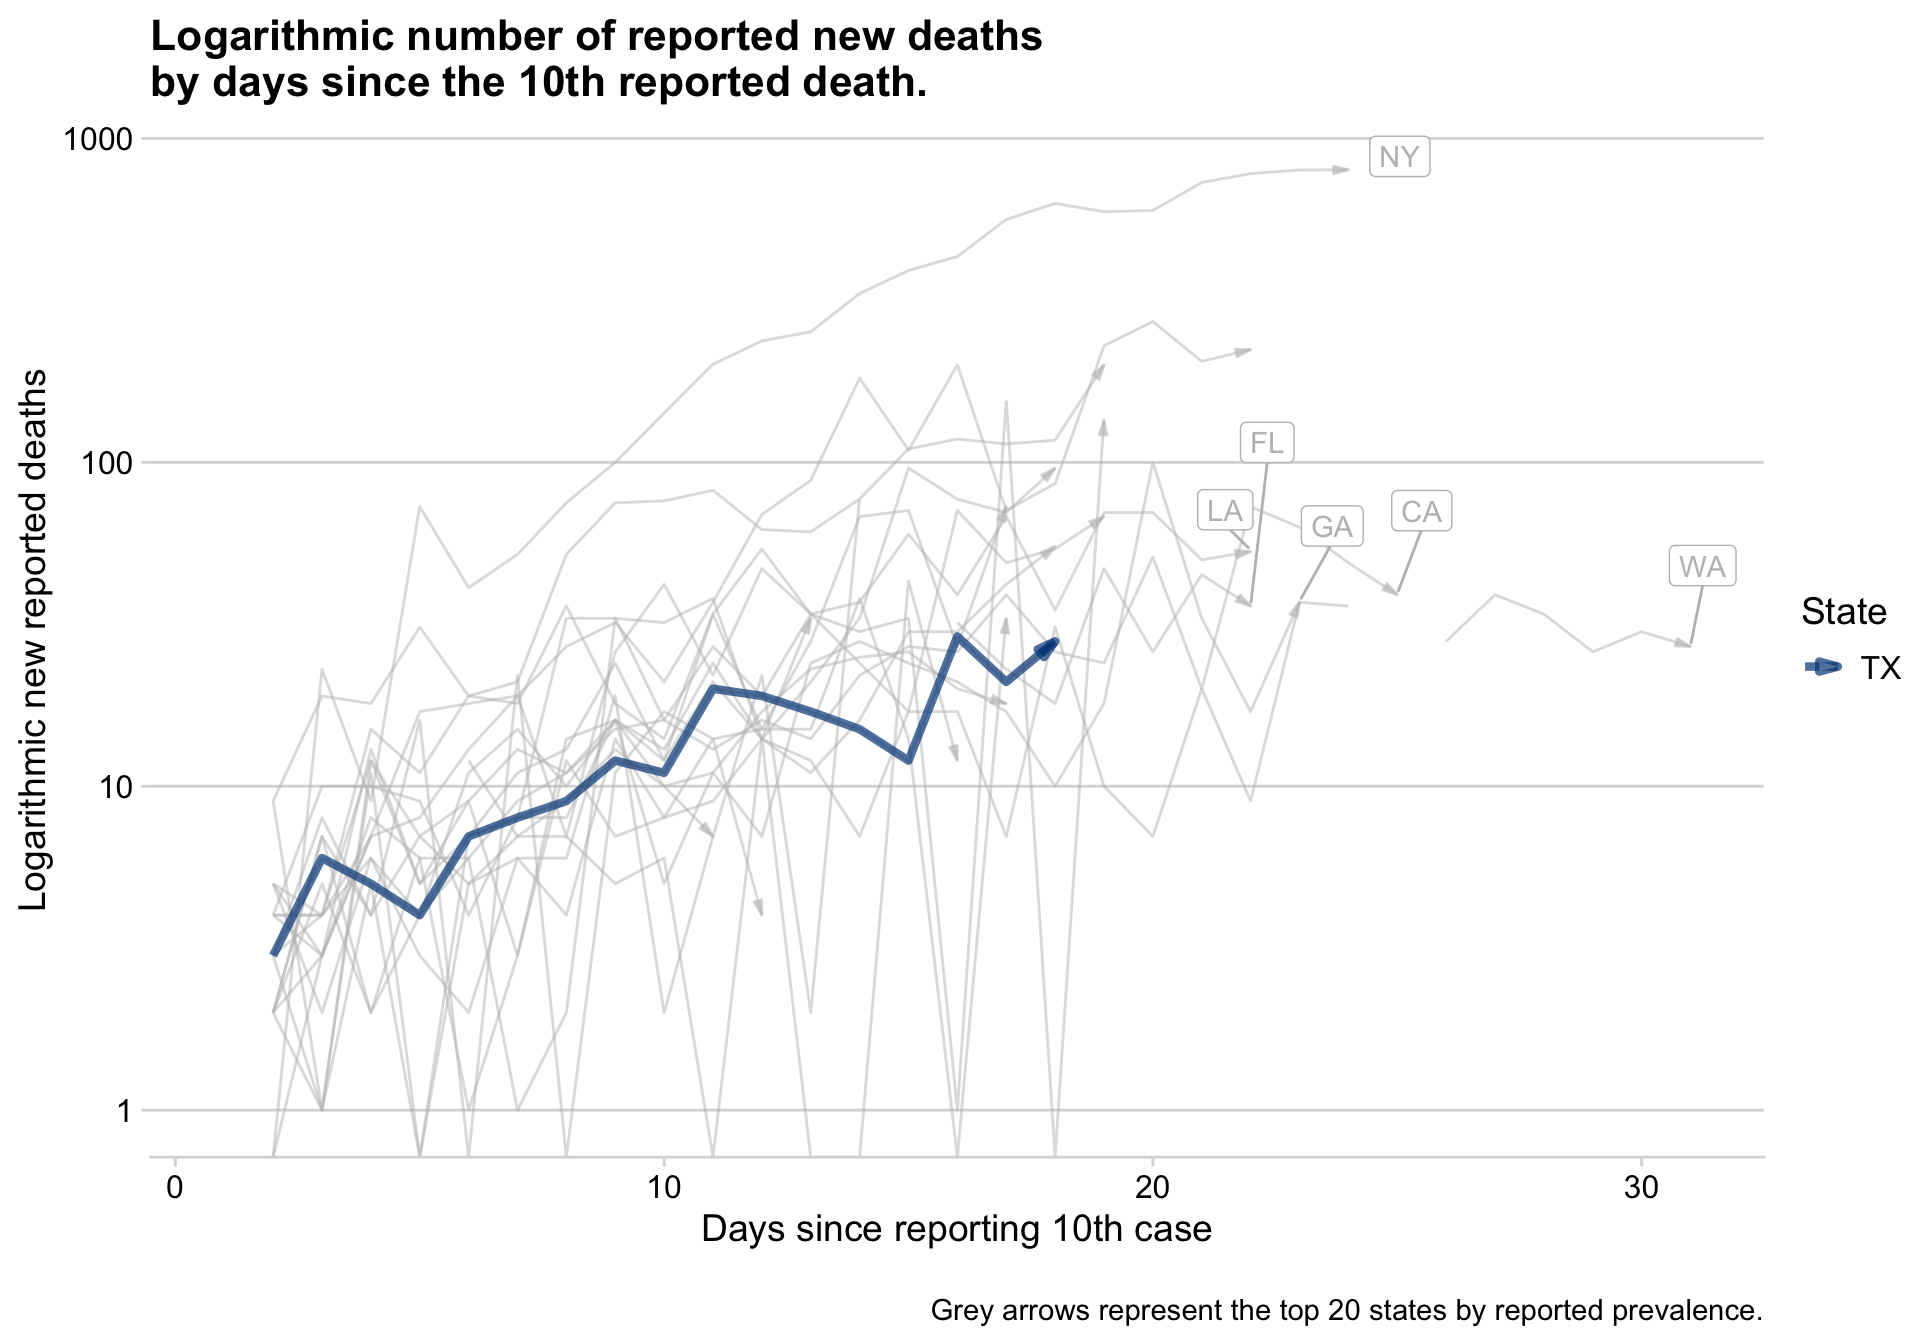 Logarithmic number of reported new deaths
by days since the 10th reported death.
Logarithmic new reported deaths
1000
100
10
1
NY
FL
LA
GA
CA
WA
State
TX
0
10
20
30
Days since reporting 10th case
Grey arrows represent the top 20 states by reported prevalence.